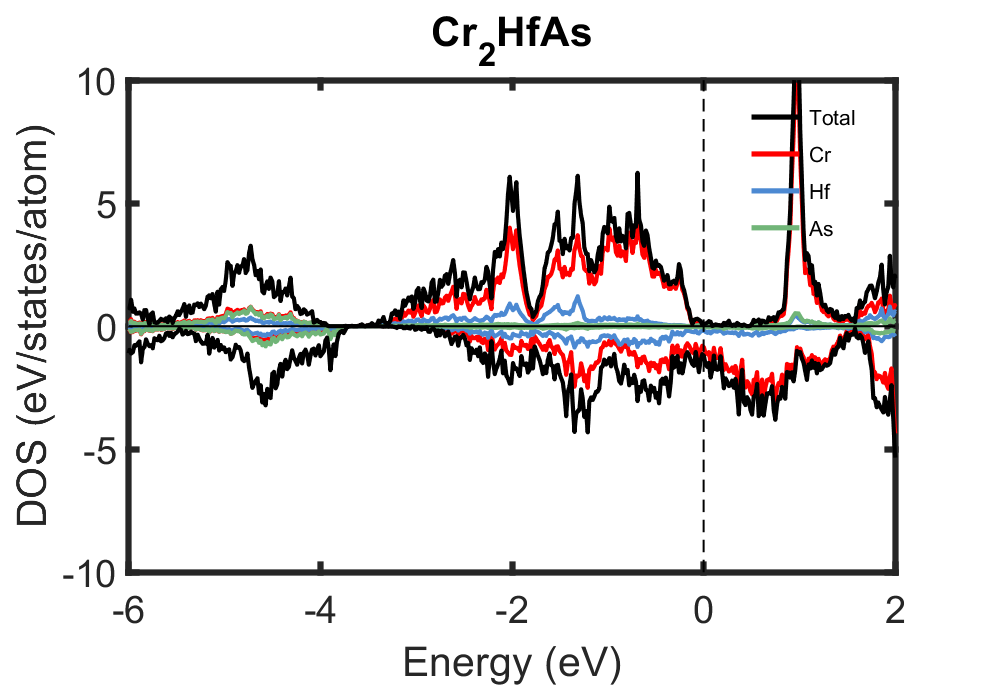 Cr2HfAs
10
5
0
-5
-10
DOS (eV/states/atom)
Total
Cr
Hf
As
-6
-4
-2
0
2
Energy (eV)